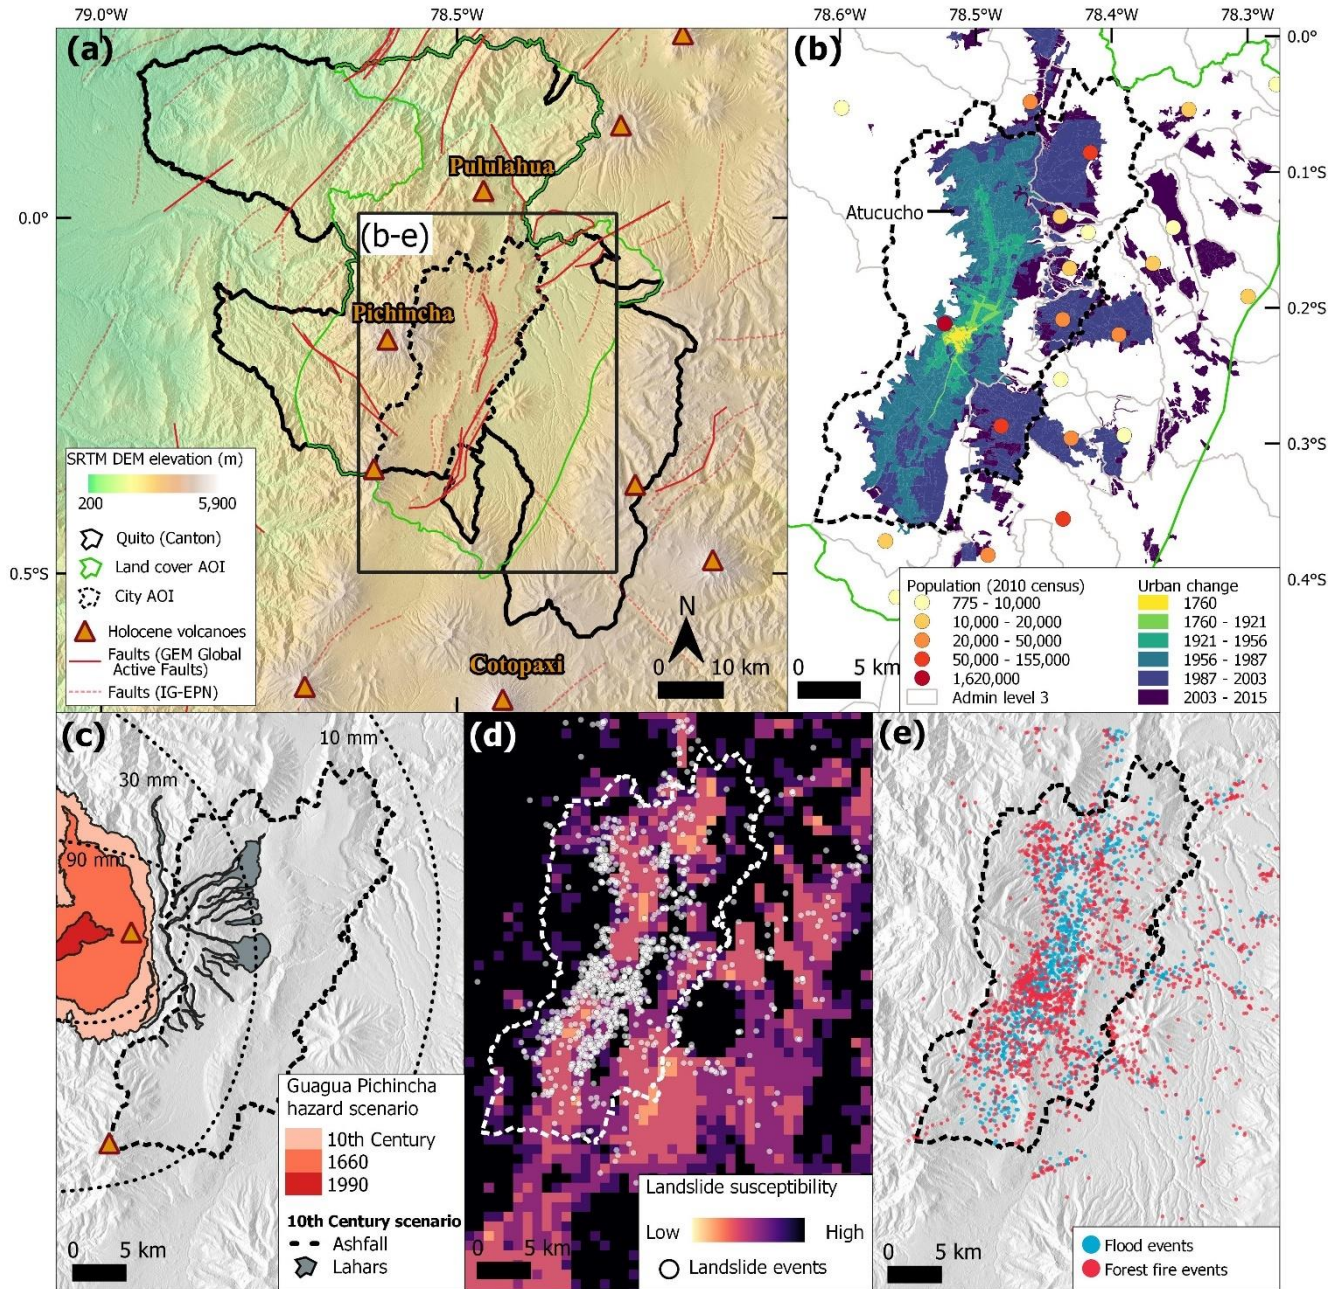 79.0°W
78.5°W
78.6°W
78.5°W
78.4°W
78.3°W
(a)
0.0°
0.5°S
Pululahua
(b-e)
Pichincha
Cotopaxi
SRTM DEM elevation (m)
200
5,900
Quito (Canton)
Land cover AOI
City AOI
Holocene volcanoes
Faults (GEM Global
Active Faults)
Faults (IG-EPN)
N
0
10 km
(b)
0.0°
0.1°S
0.2°S
0.3°S
0.4°S
Atucucho
0
5 km
Population (2010 census)
775 - 10,000
10,000 - 20,000
20,000 - 50,000
50,000 - 155,000
1,620,000
Admin level 3
Urban change
1760
1760 - 1921
1921 - 1956
1956 - 1987
1987 - 2003
2003 - 2015
(c)
10 mm
30 mm
90 mm
Guagua Pichincha
hazard scenario
10th Century
1660
1990
10th Century scenario
Ashfall
Lahars
0
5 km
(d)
Landslide susceptibility
Low
High
Landslide events
0
5 km
(e)
Flood events
Forest fire events
0
5 km